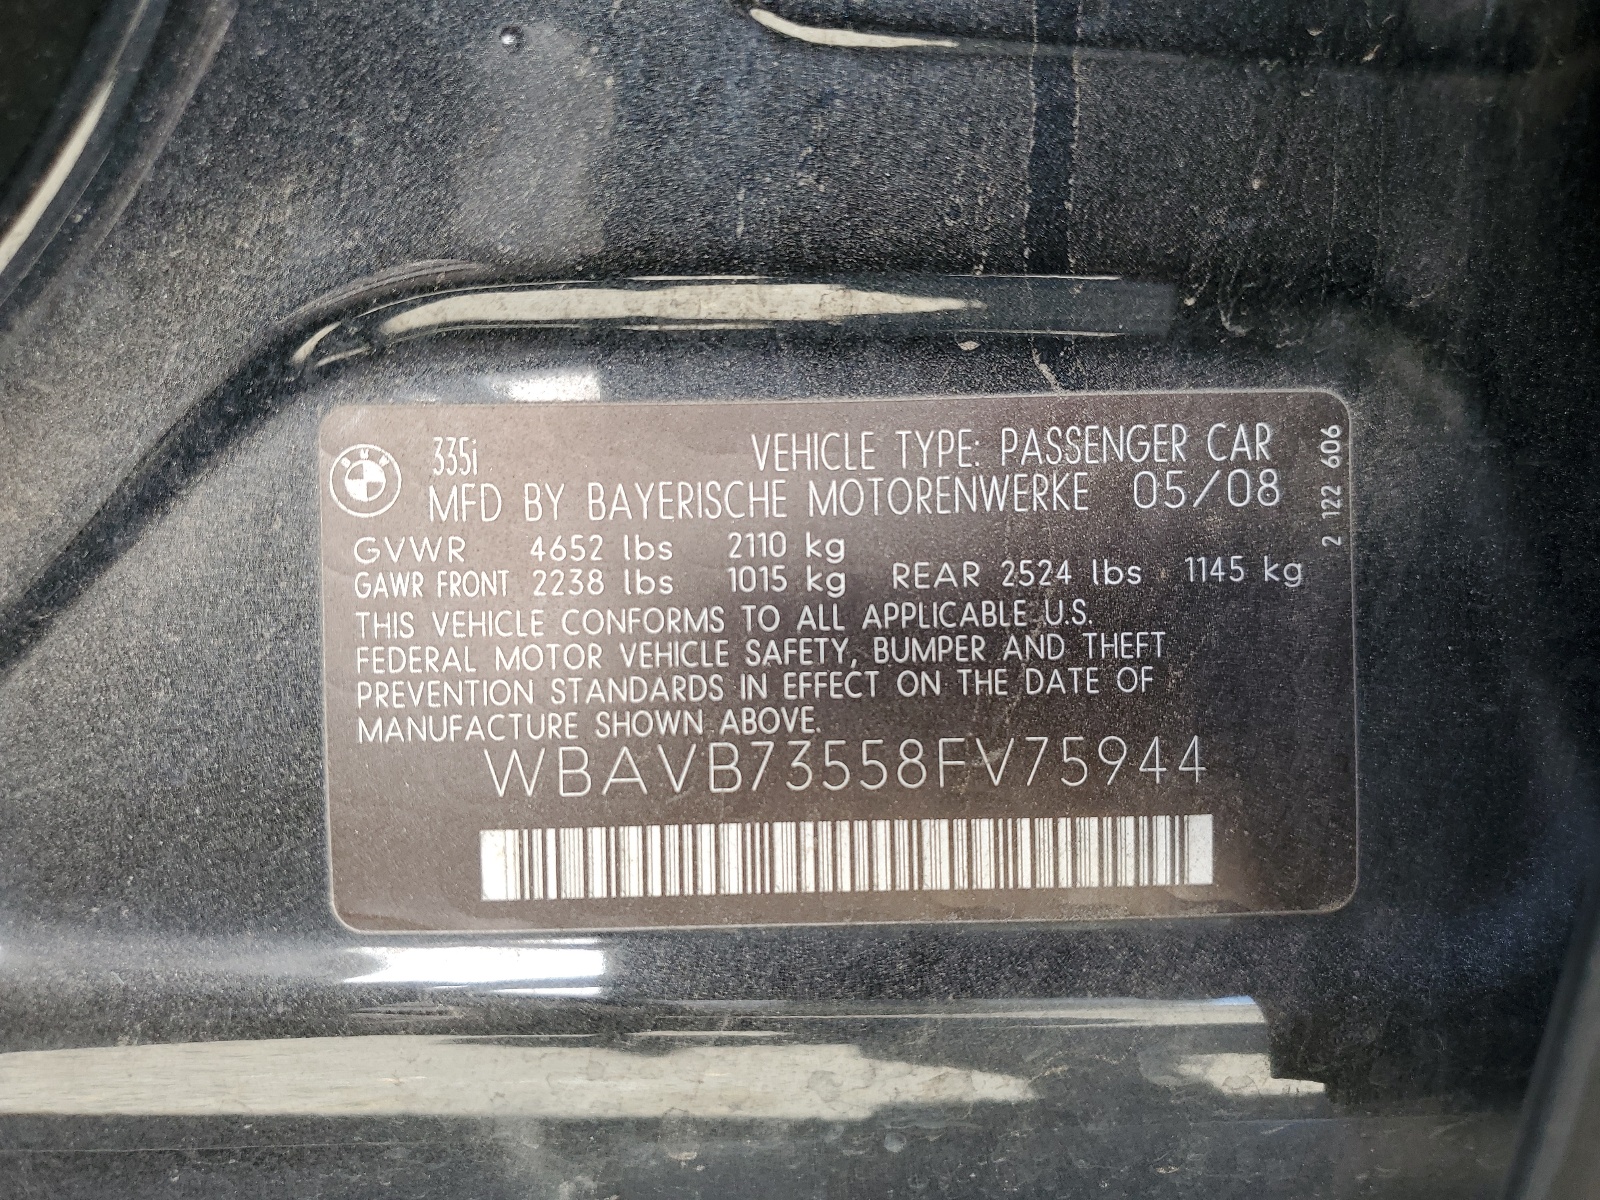 BMW
335i VEHICLE TYPE: PASSENGER CAR
MFD BY BAYERISCHE MOTORENWERKE 05/08
GVWR 4652 lbs 2110 kg
GAWR FRONT 2238 lbs 1015 kg REAR 2524 lbs 1145 kg
THIS VEHICLE CONFORMS TO ALL APPLICABLE U.S.
FEDERAL MOTOR VEHICLE SAFETY, BUMPER AND THEFT
PREVENTION STANDARDS IN EFFECT ON THE DATE OF
MANUFACTURE SHOWN ABOVE.
WBAVB73558FV75944
2 122 606